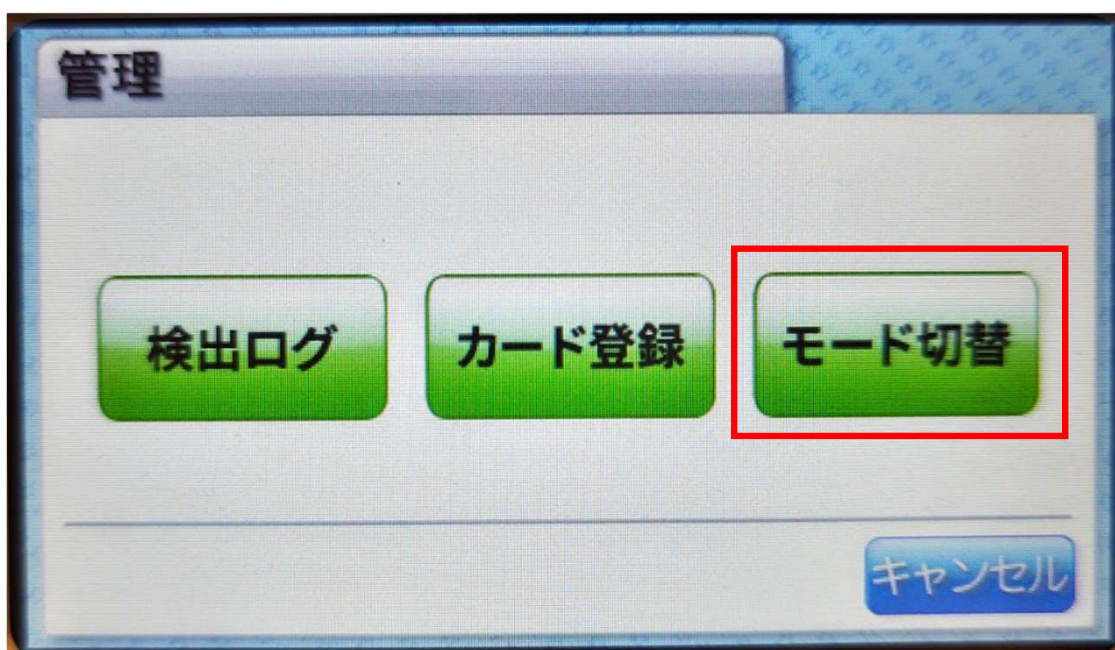 管理
検出ログ
カード登録
モード切替
キャンセル